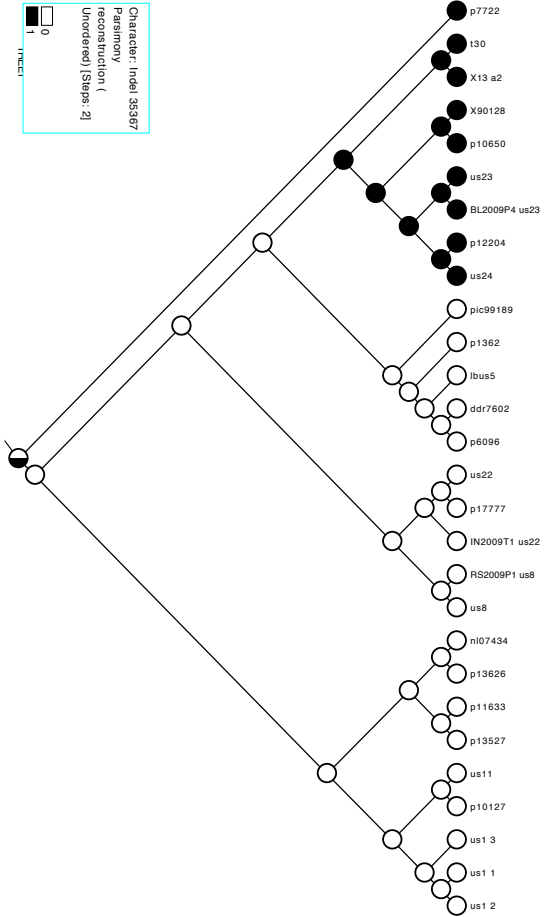 Character: Indel 35367
Parsimony
reconstruction (
Unordered) [Steps: 2]
0
1
p7722
t30
X13 a2
X90128
p10650
us23
BL2009P4 us23
p12204
us24
pic99189
p1362
lbus5
ddr7602
p6096
us22
p17777
IN2009T1 us22
RS2009P1 us8
us8
nl07434
p13626
p11633
p13527
us11
p10127
us1 3
us1 1
us1 2